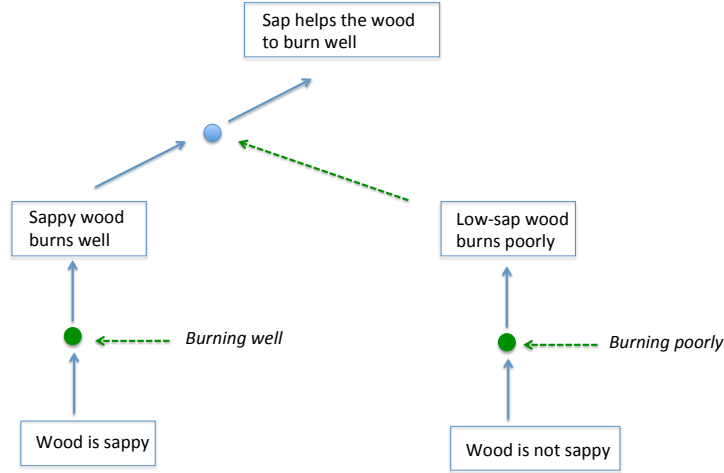 Sap helps the wood
to burn well
Sappy wood
burns well
Low-sap wood
burns poorly
Burning well
Burning poorly
Wood is sappy
Wood is not sappy